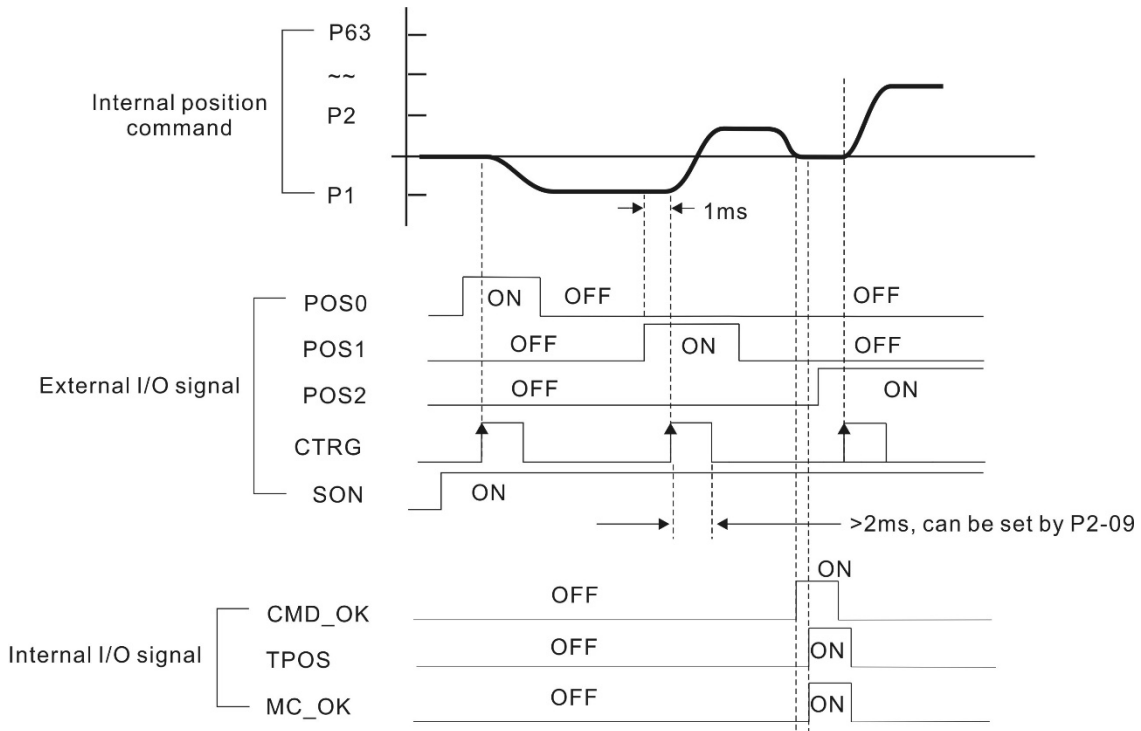 P63
~~
Internal position
command
P2
P1
1ms
POS0
ON
OFF
OFF
POS1
OFF
ON
OFF
External I/O signal
POS2
OFF
ON
CTRG
SON
ON
>2ms, can be set by P2-09
ON
CMD_OK
OFF
Internal I/O signal
TPOS
OFF
ON
MC_OK
OFF
ON